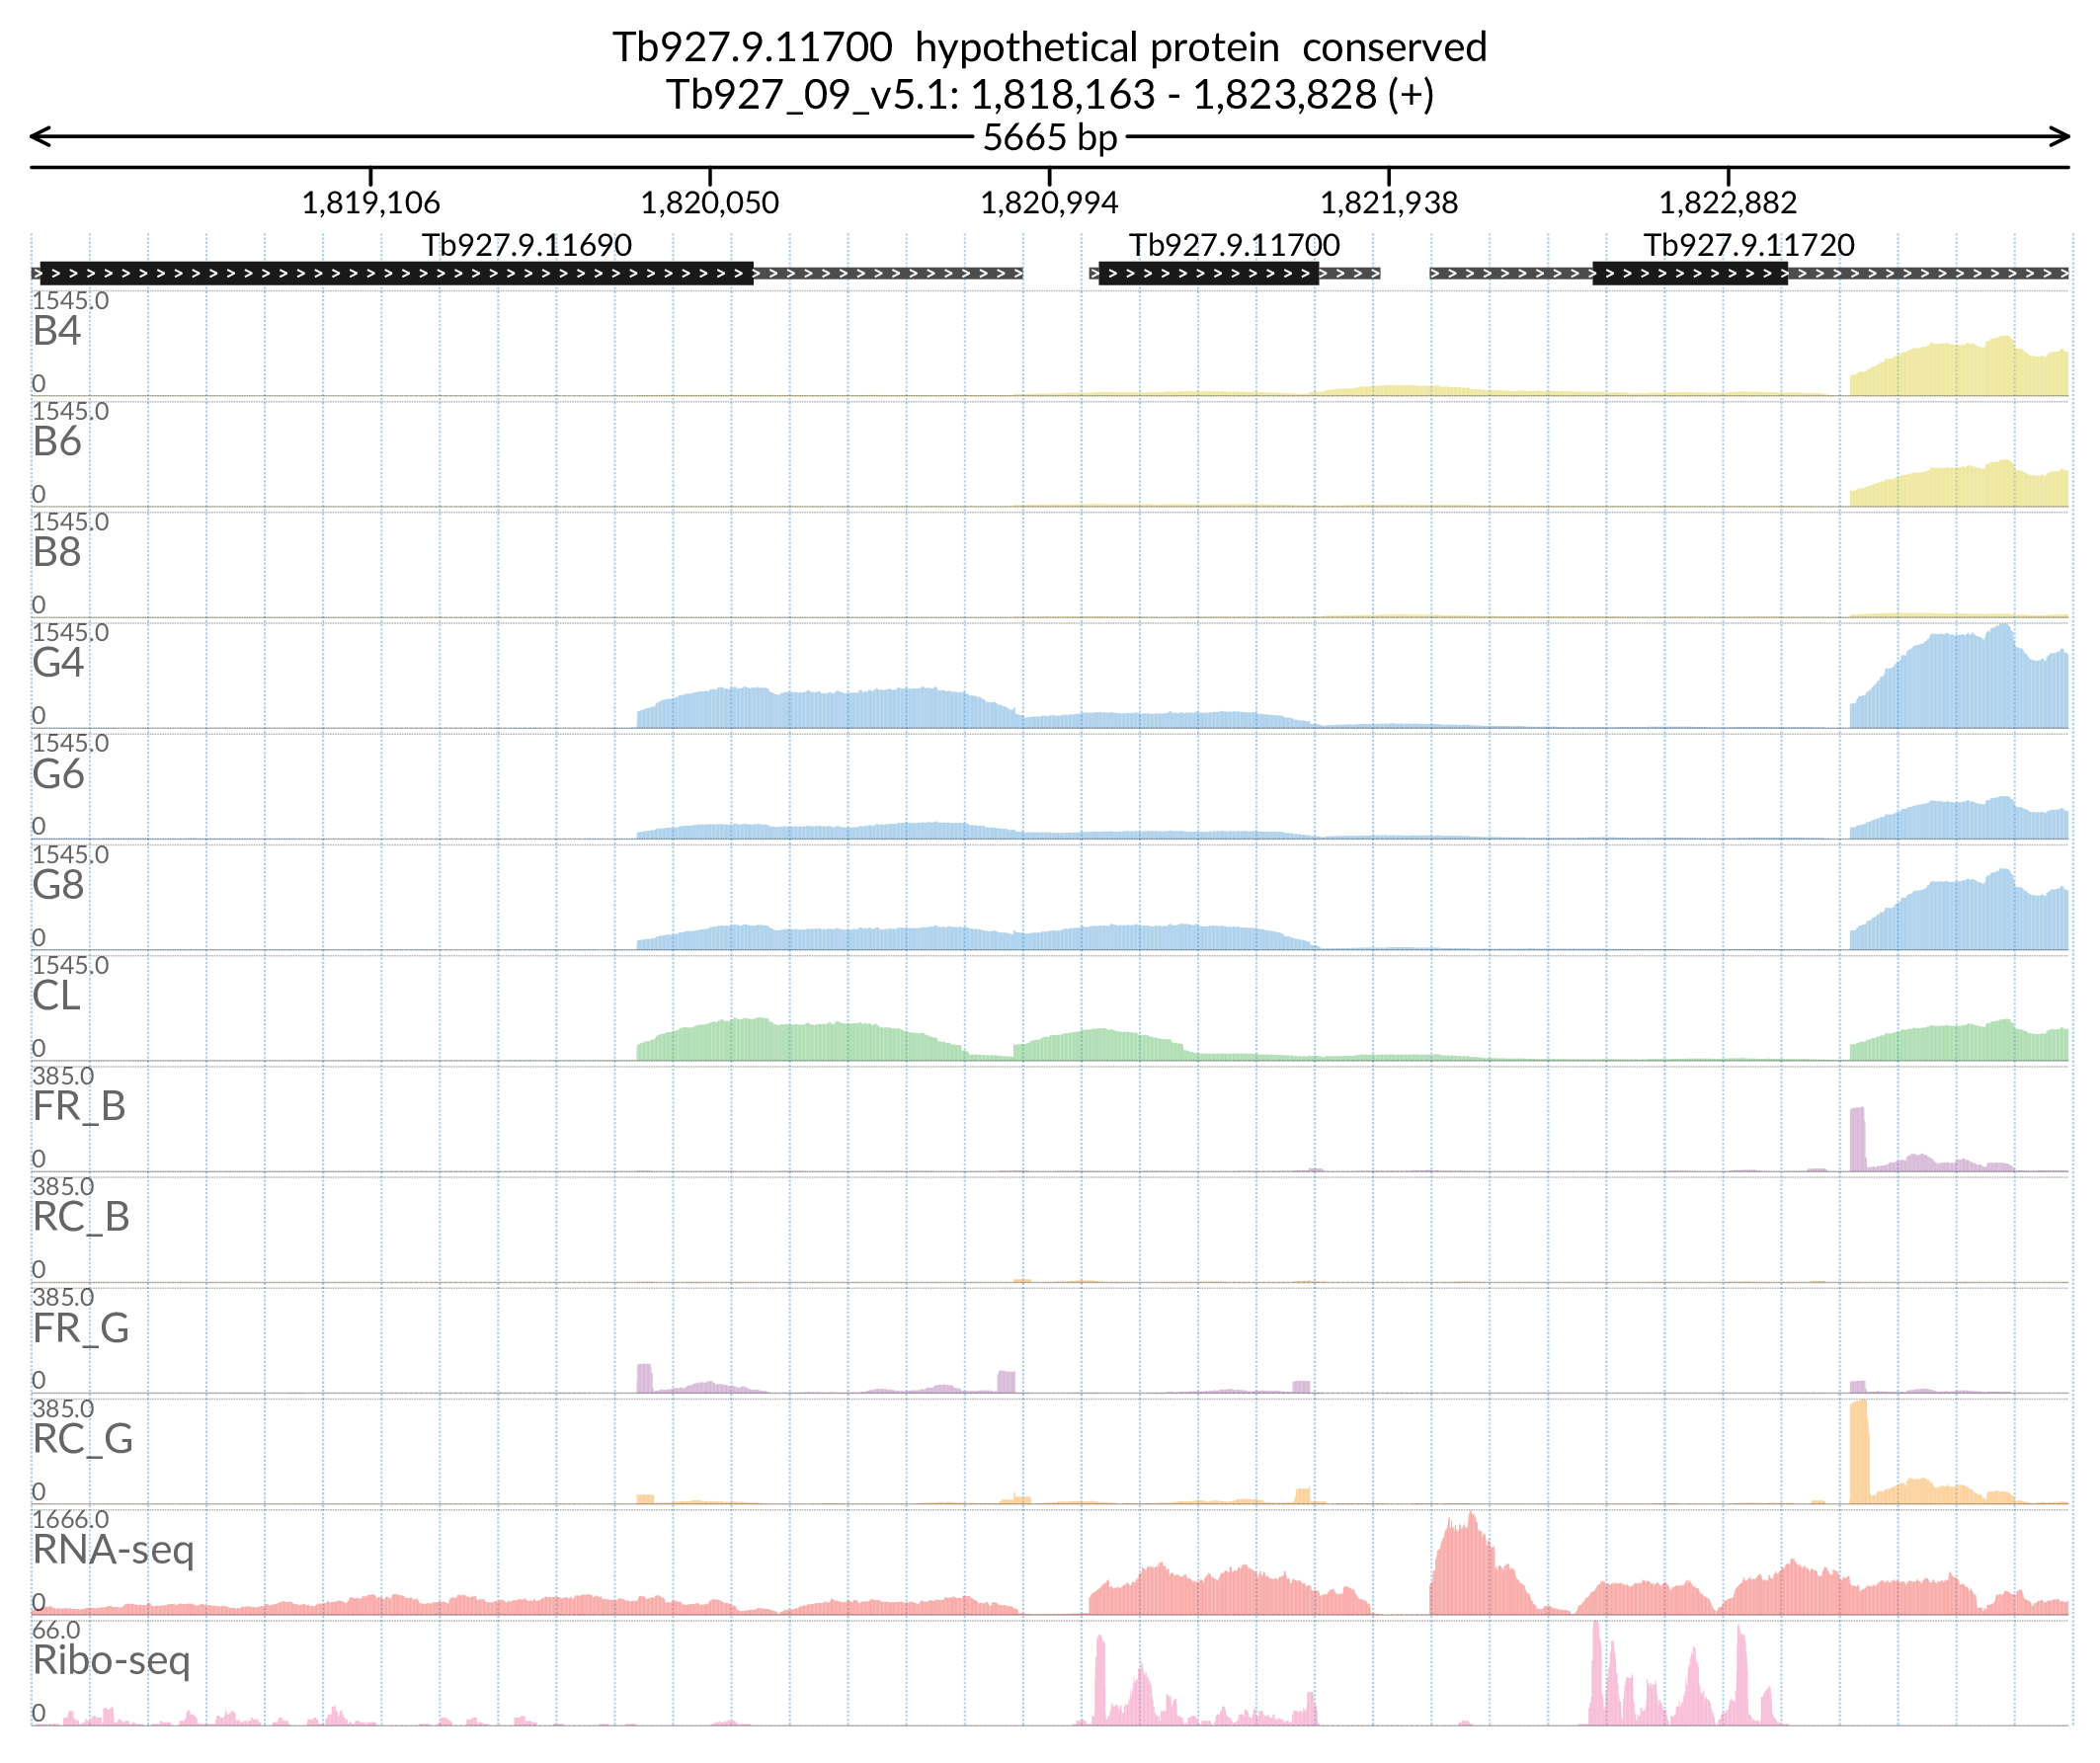 Tb927.9.11700 hypothetical protein conserved
Tb927_09_v5.1: 1,818,163 - 1,823,828 (+)
5665 bp
1,819,106 1,820,050 1,820,994 1,821,938 1,822,882
Tb927.9.11690 Tb927.9.11700 Tb927.9.11720
1545.0
B4
0
1545.0
B6
0
1545.0
B8
0
1545.0
G4
0
1545.0
G6
0
1545.0
G8
0
1545.0
CL
0
385.0
FR_B
0
385.0
RC_B
0
385.0
FR_G
0
385.0
RC_G
0
1666.0
RNA-seq
0
66.0
Ribo-seq
0